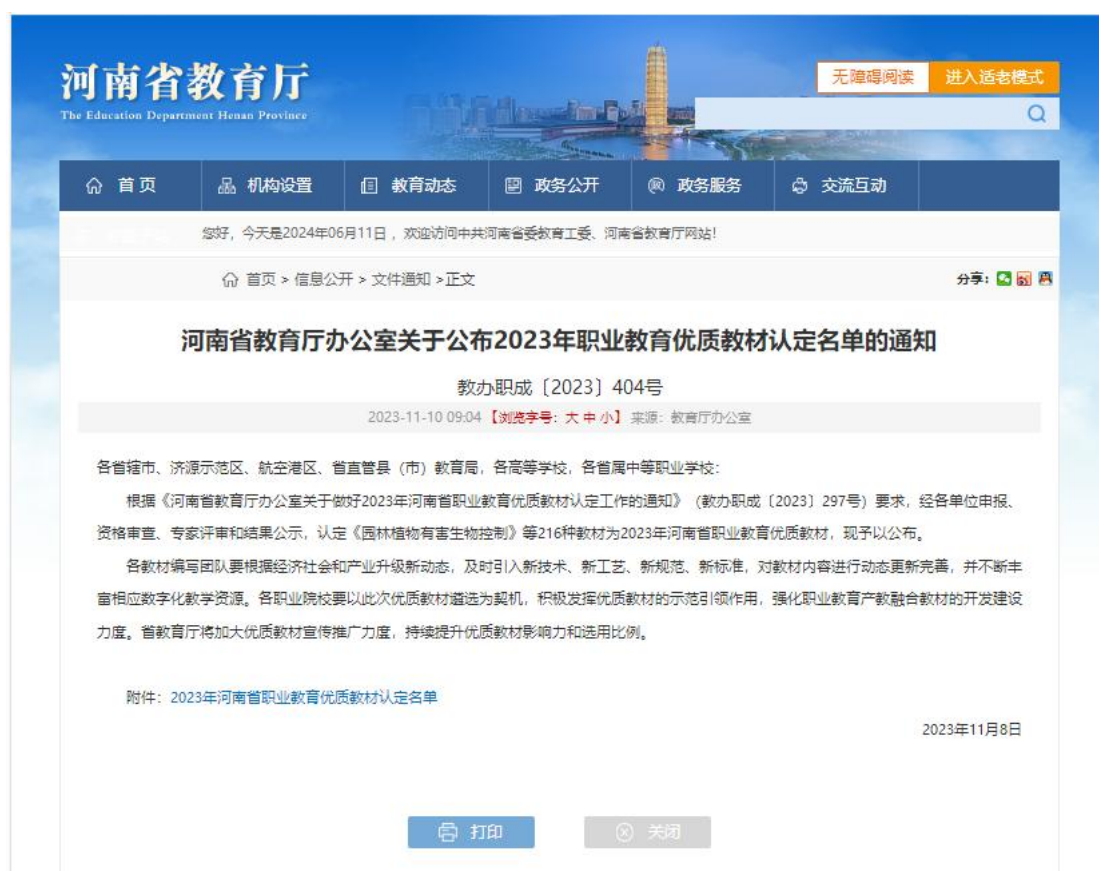 河南省教育厅
The Education Department Henan Province
无障碍阅读 进入适老模式
首页 机构设置 教育动态 政务公开 政务服务 交流互动
您好，今天是2024年06月11日，欢迎访问中共河南省委教育工委、河南省教育厅网站！
首页 > 信息公开 > 文件通知 >正文 分享：
河南省教育厅办公室关于公布2023年职业教育优质教材认定名单的通知
教办职成〔2023〕404号
2023-11-10 09:04【浏览字号：大 中 小】来源：教育厅办公室
各省辖市、济源示范区、航空港区、省直管县（市）教育局，各高等学校，各省属中等职业学校：
根据《河南省教育厅办公室关于做好2023年河南省职业教育优质教材认定工作的通知》（教办职成〔2023〕297号）要求，经各单位申报、
资格审查、专家评审和结果公示，认定《园林植物有害生物控制》等216种教材为2023年河南省职业教育优质教材，现予以公布。
各教材编写团队要根据经济社会和产业升级新动态，及时引入新技术、新工艺、新规范、新标准，对教材内容进行动态更新完善，并不断丰
富相应数字化教学资源。各职业院校要以此次优质教材遴选为契机，积极发挥优质教材的示范引领作用，强化职业教育产教融合教材的开发建设
力度。省教育厅将加大优质教材宣传推广力度，持续提升优质教材影响力和选用比例。
附件：2023年河南省职业教育优质教材认定名单
2023年11月8日
打印 关闭